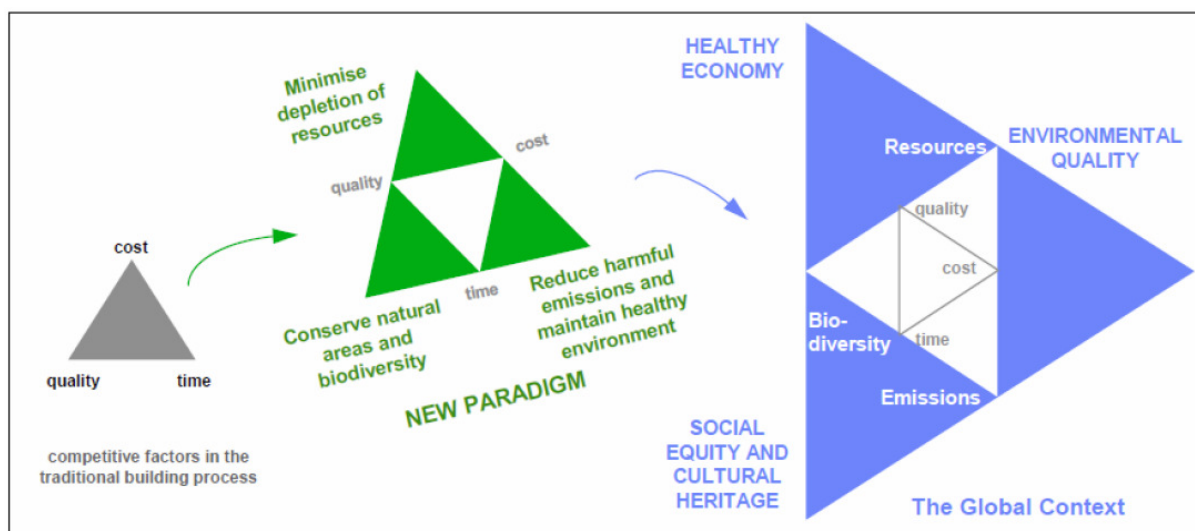 cost
quality
time
competitive factors in the
traditional building process
Minimise
depletion of
resources
cost
quality
time
Conserve natural
areas and
biodiversity
Reduce harmful
emissions and
maintain healthy
environment
NEW PARADIGM
HEALTHY
ECONOMY
ENVIRONMENTAL
QUALITY
Resources
quality
cost
time
Bio-
diversity
Emissions
SOCIAL
EQUITY AND
CULTURAL
HERITAGE
The Global Context